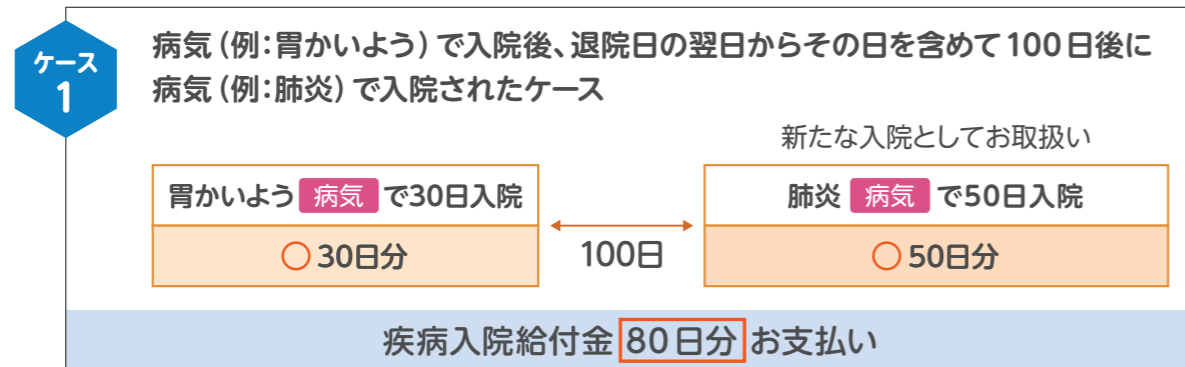 ケース
1
病気（例：胃かいよう）で入院後、退院日の翌日からその日を含めて100日後に
病気（例：肺炎）で入院されたケース
新たな入院としてお取扱い
胃かいよう 病気 で30日入院
肺炎 病気 で50日入院
○30日分
100日
○50日分
疾病入院給付金 80日分 お支払い